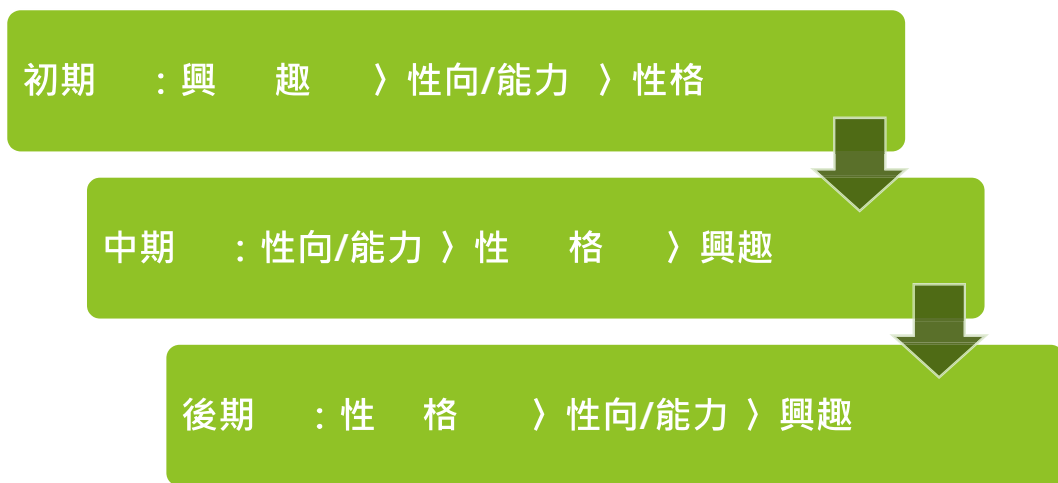 初期　：興　趣　〉性向/能力　〉性格
中期　：性向/能力 〉性　格　〉興趣
後期　：性　格　〉性向/能力 〉興趣